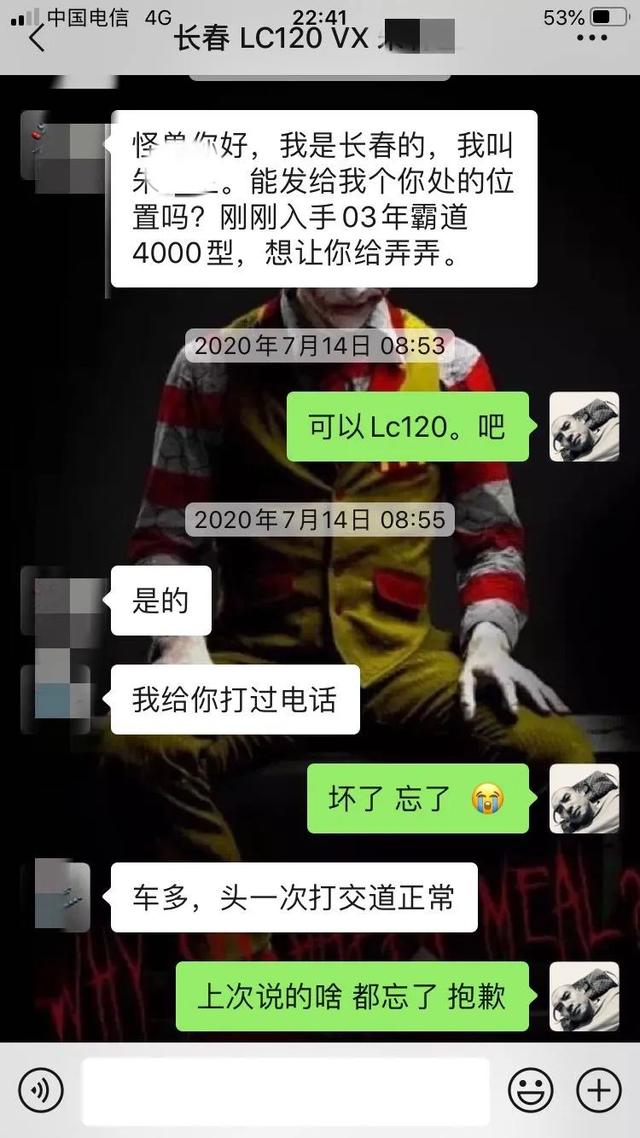 中国电信 4G
22:41
53%
长春 LC120 VX
怪兽你好，我是长春的，我叫
朱。能发给我个你处的位
置吗？刚刚入手03年霸道
4000型，想让你给弄弄。
2020年7月14日 08:53
可以Lc120。吧
2020年7月14日 08:55
是的
我给你打过电话
坏了 忘了 😭
车多，头一次打交道正常
WHY
MEAL?
上次说的啥 都忘了 抱歉